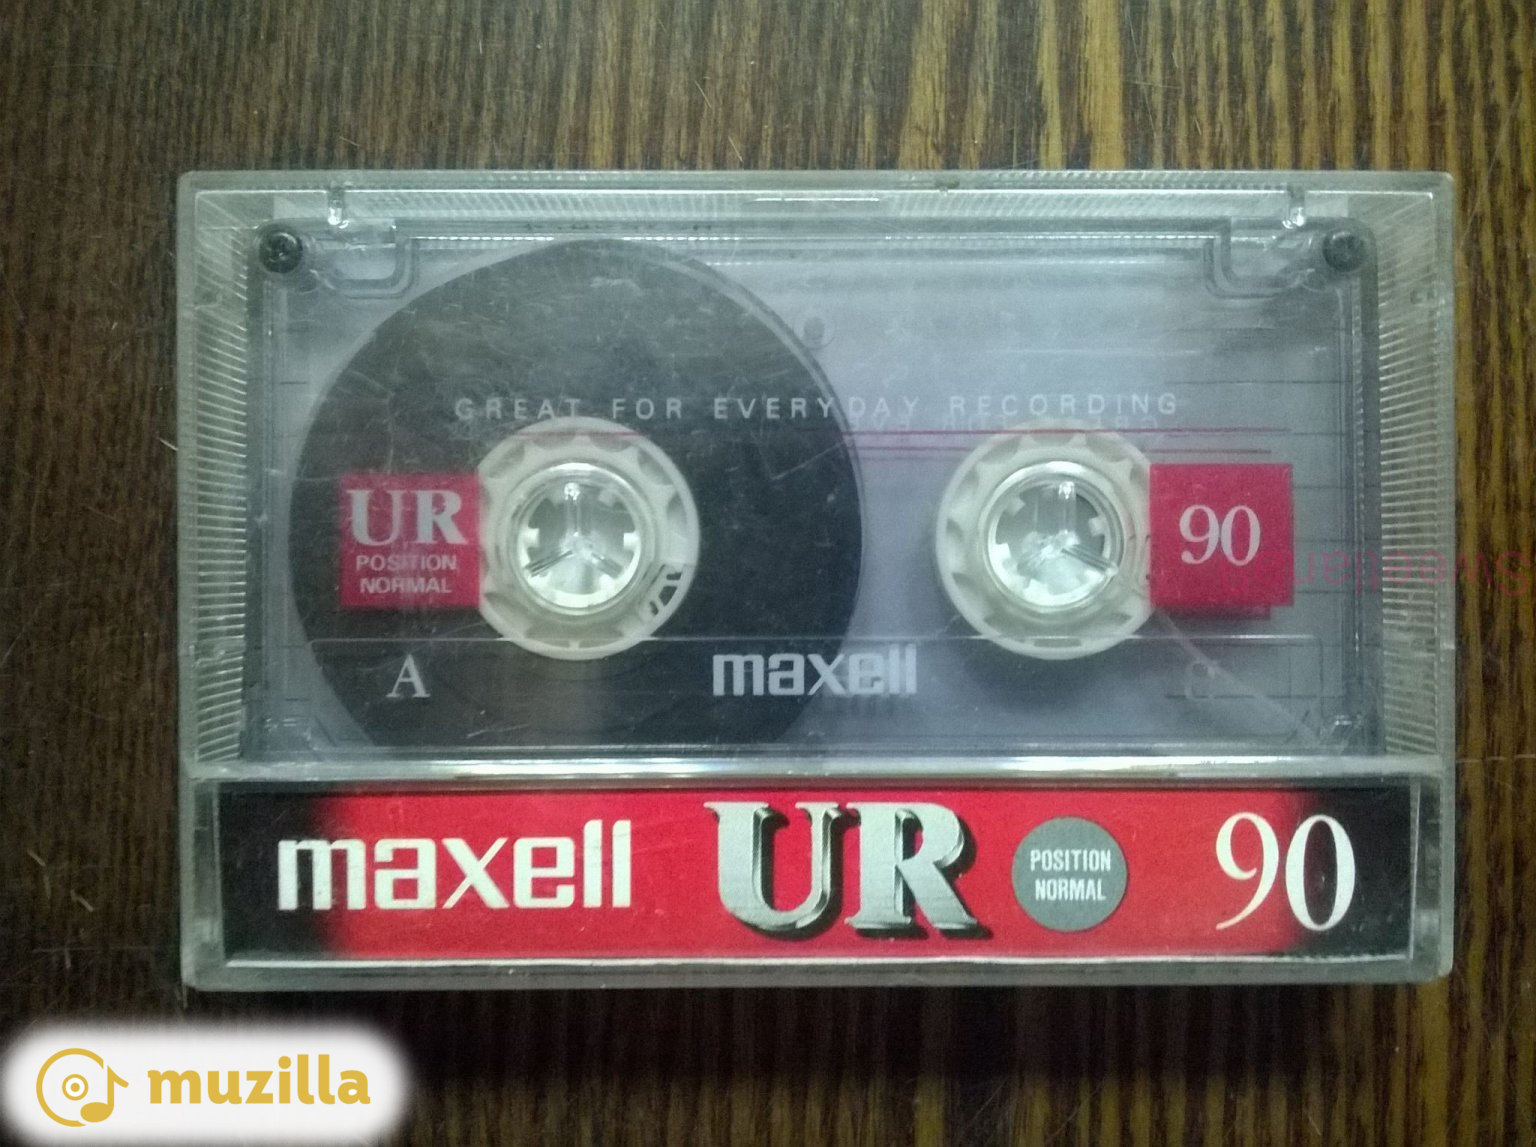 GREAT FOR EVERYDAY RECORDING
UR
POSITION
NORMAL
90
A
maxell
maxell UR POSITION NORMAL 90
muzilla